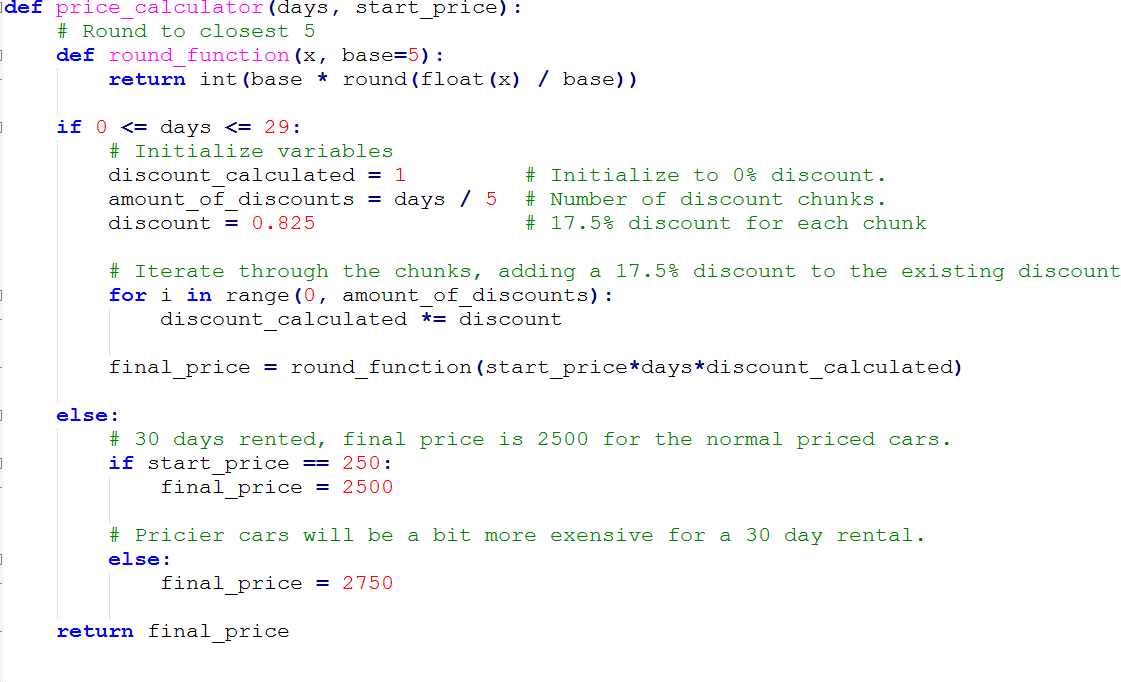 def price_calculator(days, start_price):
    # Round to closest 5
    def round_function(x, base=5):
        return int(base * round(float(x) / base))

    if 0 <= days <= 29:
        # Initialize variables
        discount_calculated = 1         # Initialize to 0% discount.
        amount_of_discounts = days / 5  # Number of discount chunks.
        discount = 0.825                # 17.5% discount for each chunk

        # Iterate through the chunks, adding a 17.5% discount to the existing discount
        for i in range(0, amount_of_discounts):
            discount_calculated *= discount

        final_price = round_function(start_price*days*discount_calculated)

    else:
        # 30 days rented, final price is 2500 for the normal priced cars.
        if start_price == 250:
            final_price = 2500

        # Pricier cars will be a bit more exensive for a 30 day rental.
        else:
            final_price = 2750

    return final_price